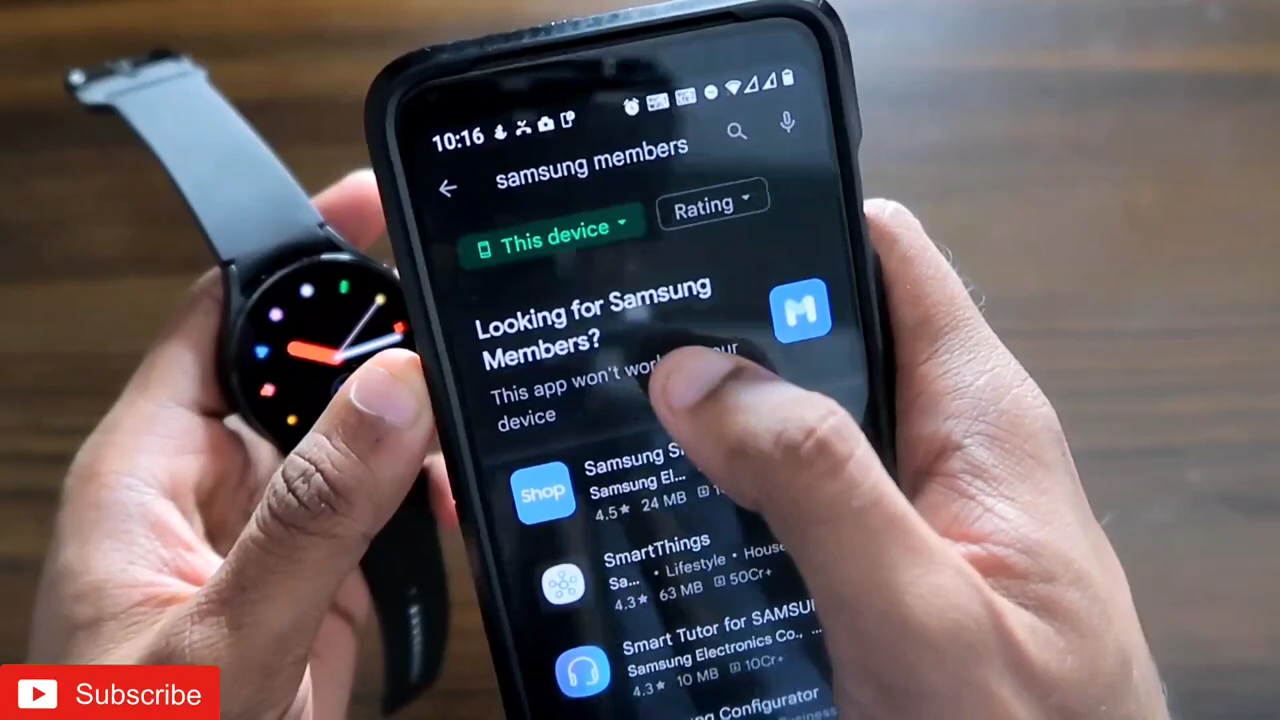 10:16
samsung members
This device
Rating
Looking for Samsung
Members?
This app won't work
device
Shop
Samsung
Samsung El...
4.5★ 24 MB
SmartThings
Sa... • Lifestyle •
4.3★ 63 MB 50Cr+
Smart Tutor for
Samsung Electronics Co., ...
4.3★ 10 MB 10Cr+
Configurator
Subscribe